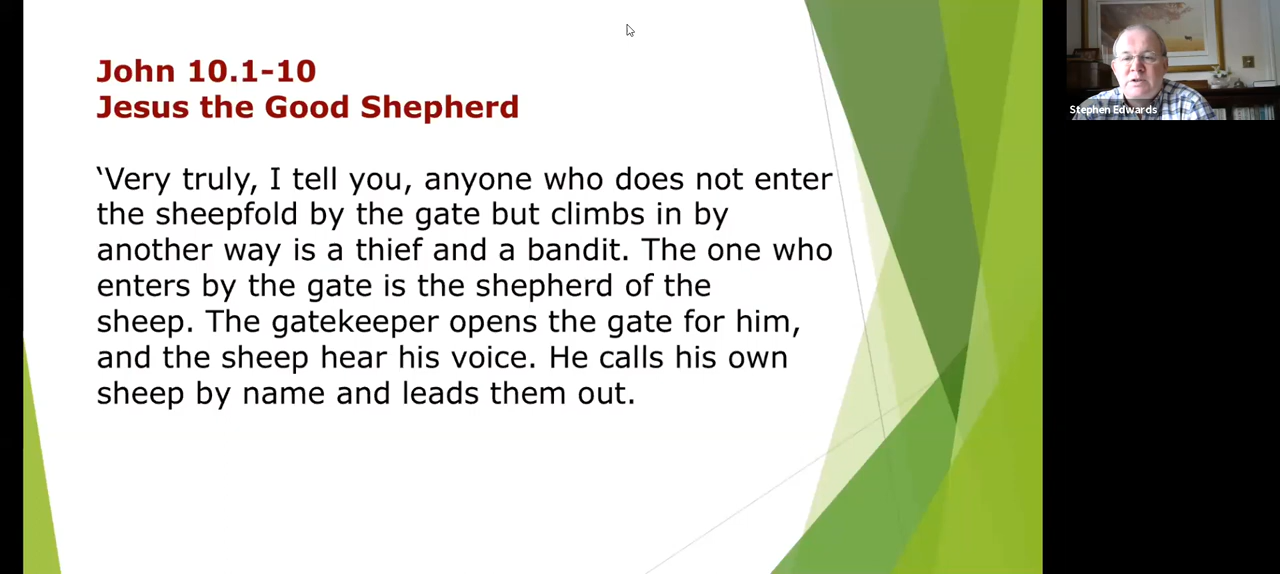 John 10.1-10
Jesus the Good Shepherd
‘Very truly, I tell you, anyone who does not enter
the sheepfold by the gate but climbs in by
another way is a thief and a bandit. The one who
enters by the gate is the shepherd of the
sheep. The gatekeeper opens the gate for him,
and the sheep hear his voice. He calls his own
sheep by name and leads them out.
Stephen Edwards